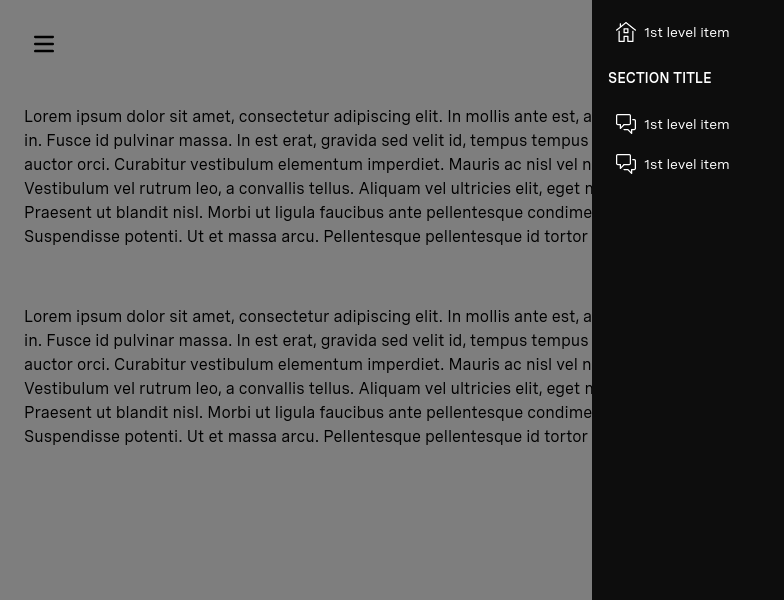 Lorem ipsum dolor sit amet, consectetur adipiscing elit. In mollis ante est, a
in. Fusce id pulvinar massa. In est erat, gravida sed velit id, tempus tempus
auctor orci. Curabitur vestibulum elementum imperdiet. Mauris ac nisl vel n
Vestibulum vel rutrum leo, a convallis tellus. Aliquam vel ultricies elit, eget
Praesent ut blandit nisl. Morbi ut ligula faucibus ante pellentesque condime
Suspendisse potenti. Ut et massa arcu. Pellentesque pellentesque id tortor
Lorem ipsum dolor sit amet, consectetur adipiscing elit. In mollis ante est, a
in. Fusce id pulvinar massa. In est erat, gravida sed velit id, tempus tempus
auctor orci. Curabitur vestibulum elementum imperdiet. Mauris ac nisl vel n
Vestibulum vel rutrum leo, a convallis tellus. Aliquam vel ultricies elit, eget
Praesent ut blandit nisl. Morbi ut ligula faucibus ante pellentesque condime
Suspendisse potenti. Ut et massa arcu. Pellentesque pellentesque id tortor
1st level item
SECTION TITLE
1st level item
1st level item